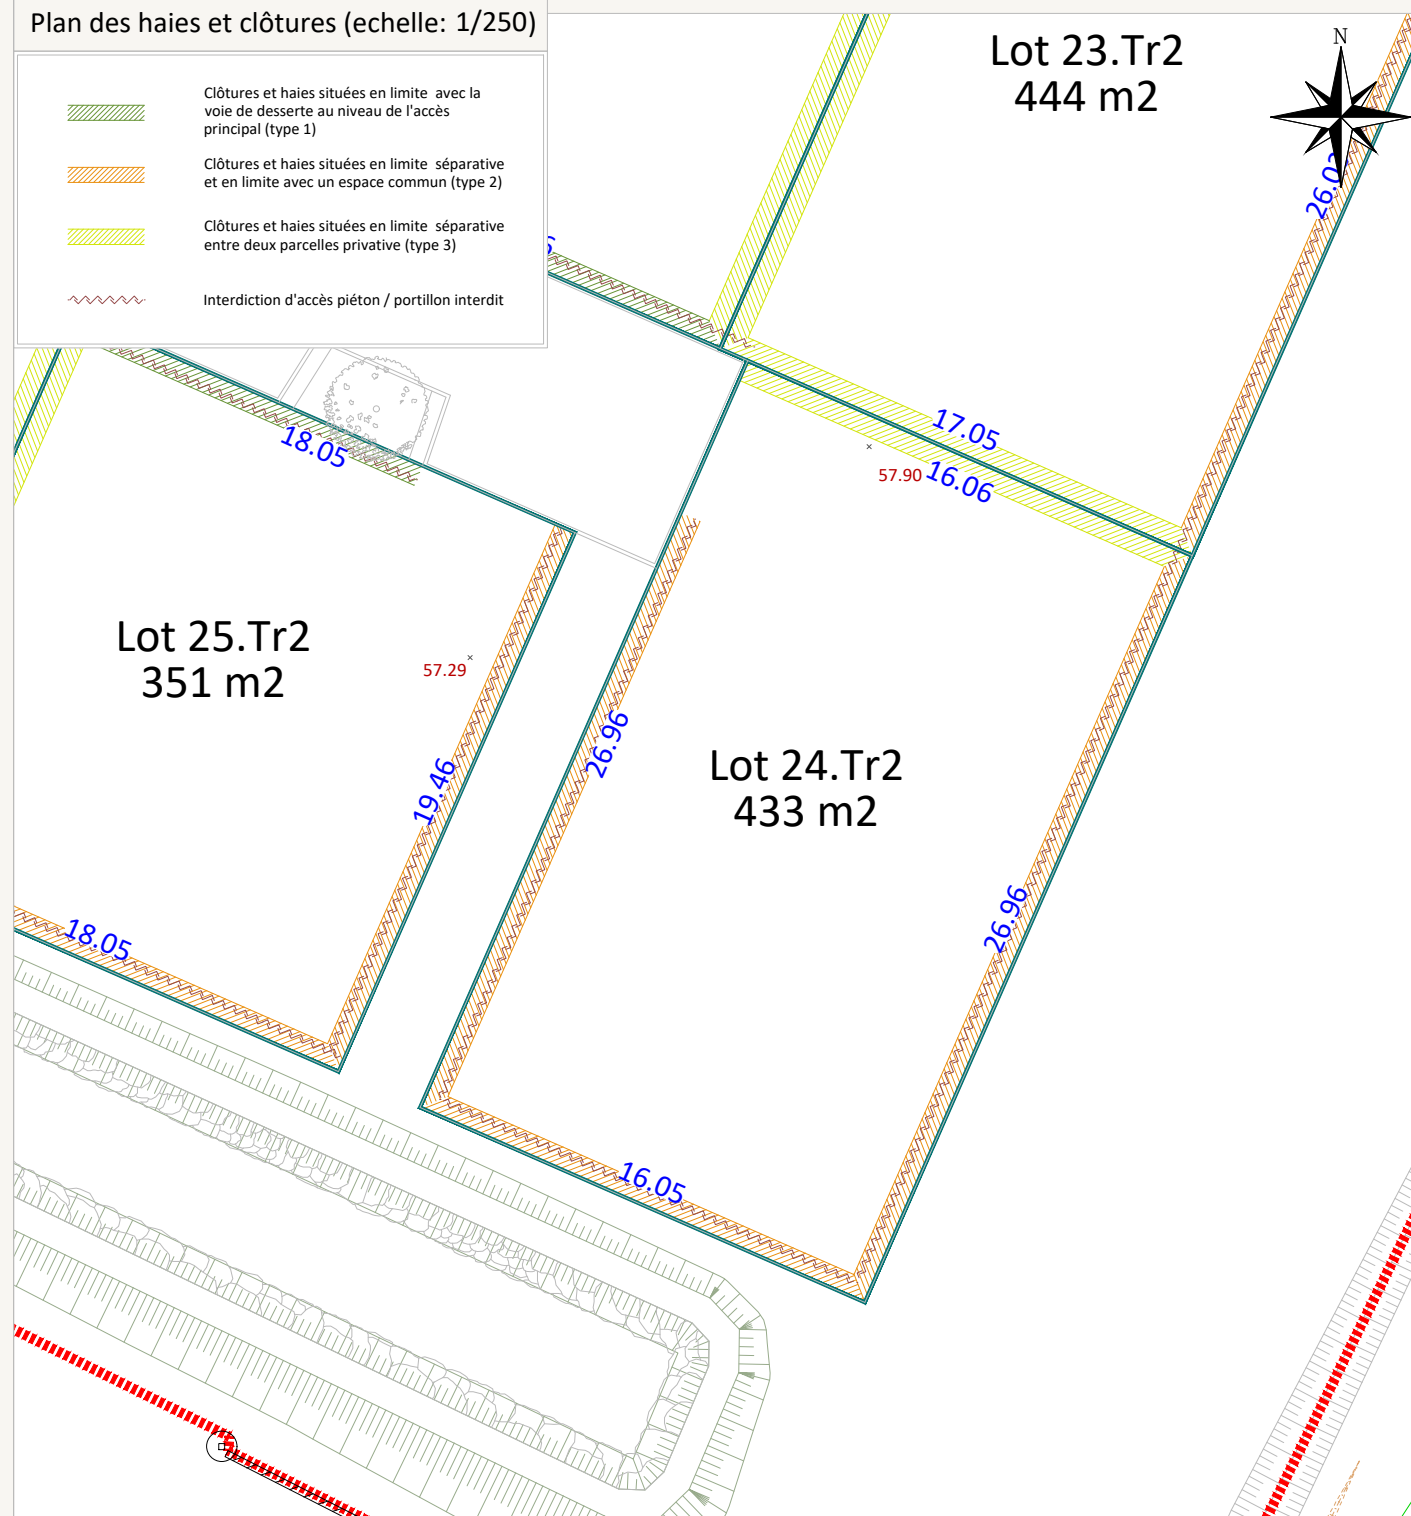 Plan des haies et clôtures (echelle: 1/250)
Clôtures et haies situées en limite avec la
voie de desserte au niveau de l'accès
principal (type 1)
Clôtures et haies situées en limite séparative
et en limite avec un espace commun (type 2)
Clôtures et haies situées en limite séparative
entre deux parcelles privative (type 3)
Interdiction d'accès piéton / portillon interdit
Lot 23.Tr2
444 m2
N
17.05
16.06
57.90
18.05
Lot 25.Tr2
351 m2
57.29
19.46
26.96
Lot 24.Tr2
433 m2
26.96
18.05
16.05